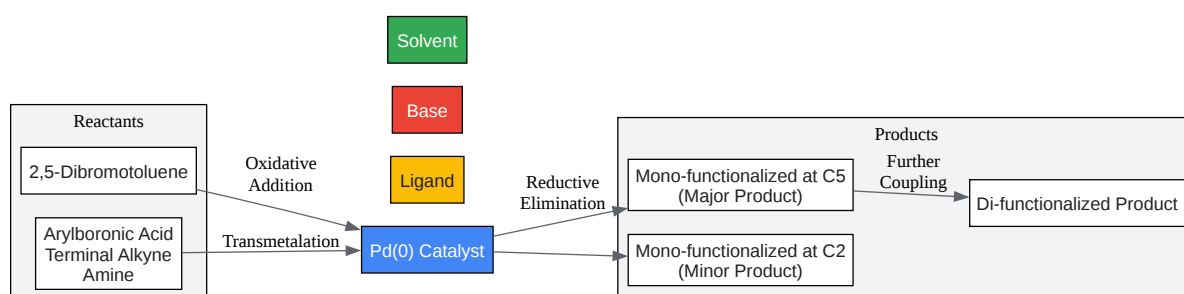 Solvent
Base
Ligand
Reactants
2,5-Dibromotoluene
Arylboronic Acid
Terminal Alkyne
Amine
Oxidative
Addition
Transmetalation
Pd(0) Catalyst
Reductive
Elimination
Products
Mono-functionalized at C5
(Major Product)
Mono-functionalized at C2
(Minor Product)
Further
Coupling
Di-functionalized Product